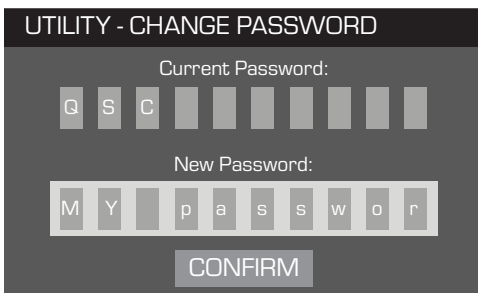 UTILITY - CHANGE PASSWORD
Current Password:
Q S C
New Password:
M Y p a s s w o r
CONFIRM